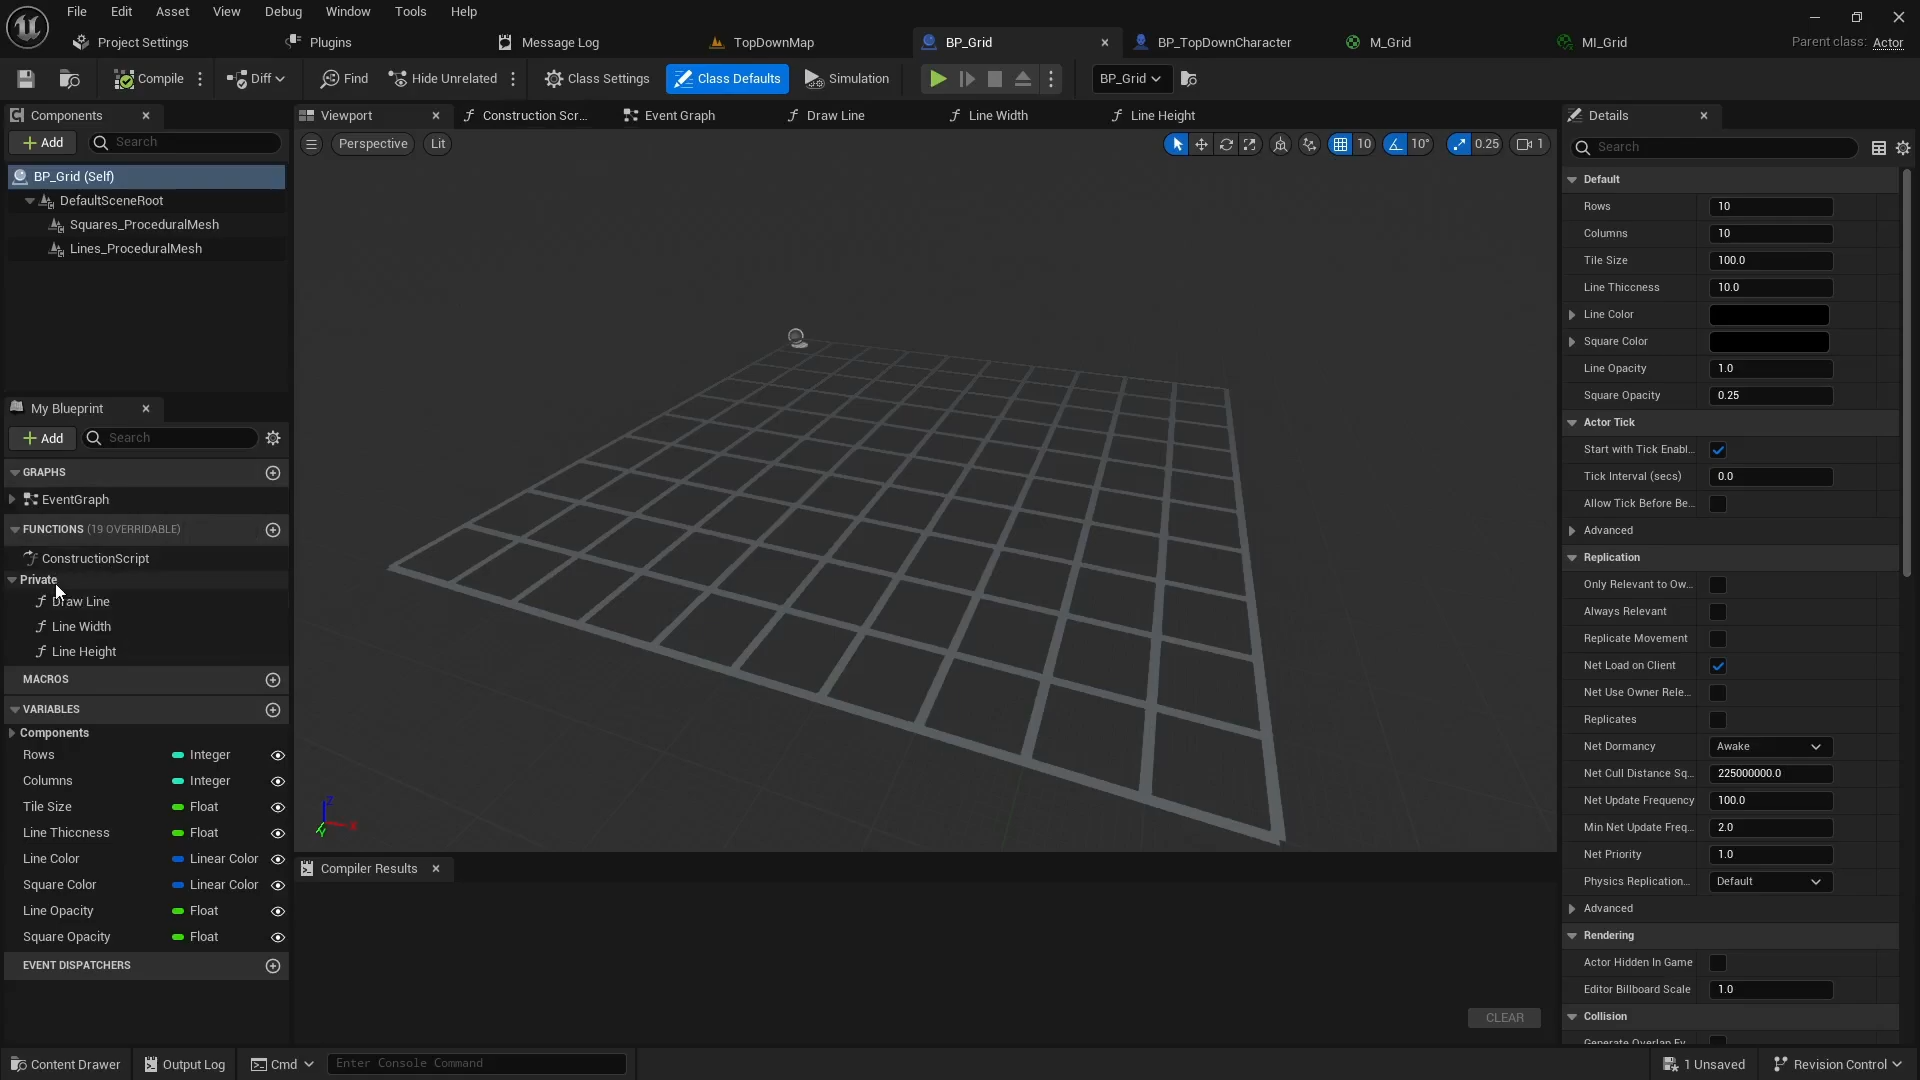 File Edit Asset View Debug Window Tools Help
Project Settings Plugins Message Log TopDownMap BP_Grid BP_TopDownCharacter M_Grid MI_Grid Parent class: Actor
Compile Diff Find Hide Unrelated Class Settings Class Defaults Simulation BP_Grid
Components
Add Search
BP_Grid (Self)
DefaultSceneRoot
Squares_ProceduralMesh
Lines_ProceduralMesh
My Blueprint
Add Search
GRAPHS
EventGraph
FUNCTIONS (19 OVERRIDABLE)
ConstructionScript
Private
Draw Line
Line Width
Line Height
MACROS
VARIABLES
Components
Rows Integer
Columns Integer
Tile Size Float
Line Thiccness Float
Line Color Linear Color
Square Color Linear Color
Line Opacity Float
Square Opacity Float
EVENT DISPATCHERS
Viewport Construction Scr... Event Graph Draw Line Line Width Line Height
Perspective Lit 10 10° 0.25 1
Z
X
Y
Compiler Results
CLEAR
Details
Search
Default
Rows 10
Columns 10
Tile Size 100.0
Line Thiccness 10.0
Line Color
Square Color
Line Opacity 1.0
Square Opacity 0.25
Actor Tick
Start with Tick Enabl...
Tick Interval (secs) 0.0
Allow Tick Before Be...
Advanced
Replication
Only Relevant to Ow...
Always Relevant
Replicate Movement
Net Load on Client
Net Use Owner Rele...
Replicates
Net Dormancy Awake
Net Cull Distance Sq... 225000000.0
Net Update Frequency 100.0
Min Net Update Freq... 2.0
Net Priority 1.0
Physics Replication... Default
Advanced
Rendering
Actor Hidden In Game
Editor Billboard Scale 1.0
Collision
Generate Overlap Ev...
Content Drawer Output Log Cmd Enter Console Command 1 Unsaved Revision Control